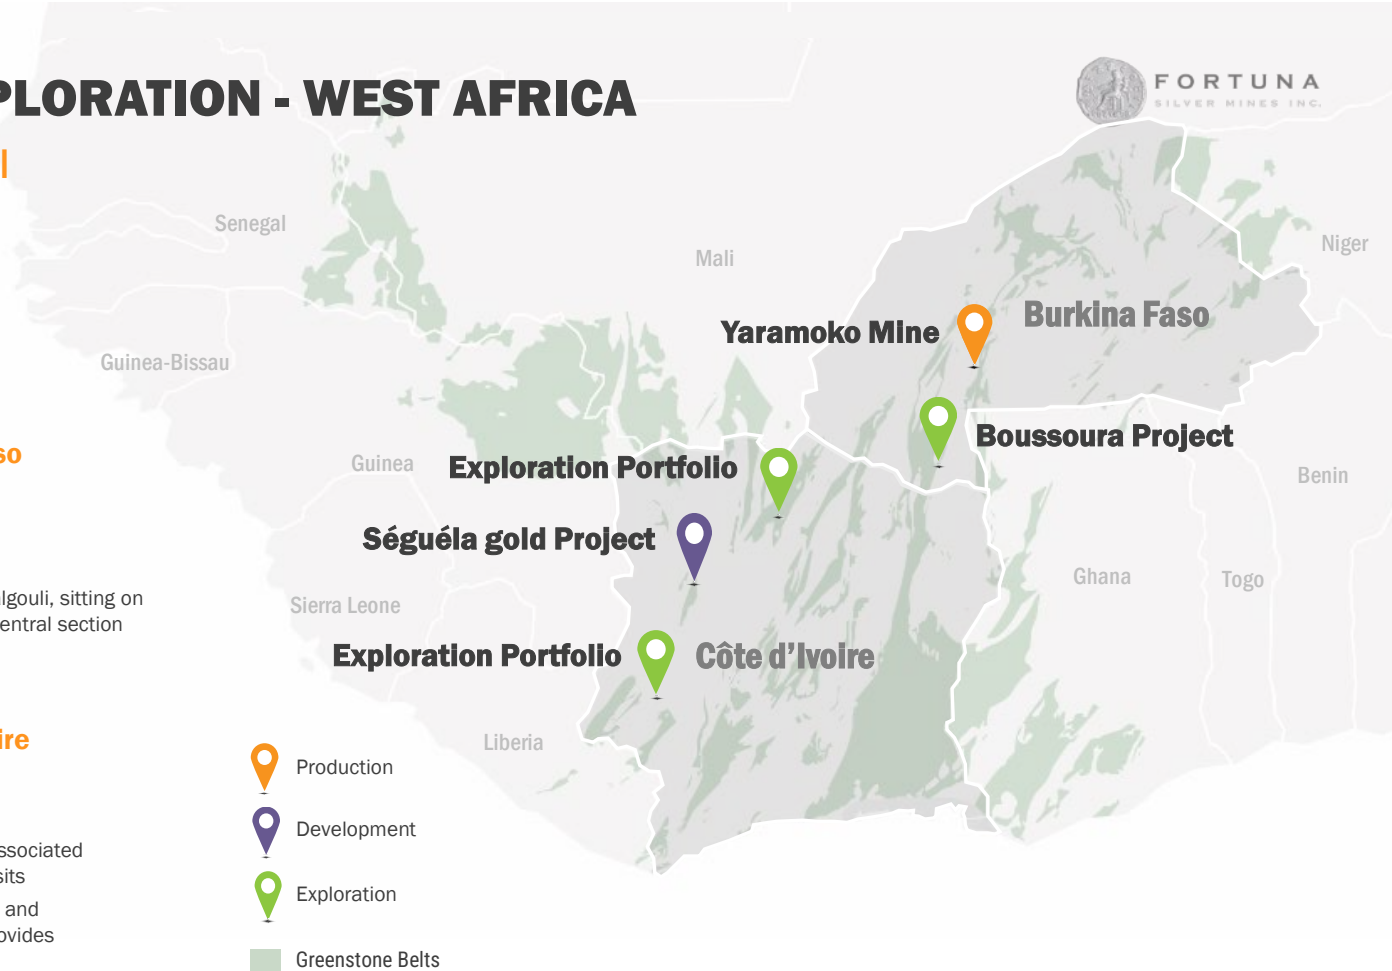 PLORATION - WEST AFRICA
FORTUNA
SILVER MINES INC.
Senegal
Mali
Niger
Burkina Faso
Yaramoko Mine
Guinea-Bissau
Boussoura Project
so
Guinea
Exploration Portfolio
Benin
Séguéla gold Project
Ghana
Togo
lgouli, sitting on
entral section
Sierra Leone
Exploration Portfolio
Côte d’Ivoire
ire
Liberia
Production
Development
ssociated
sits
Exploration
and
ovides
Greenstone Belts